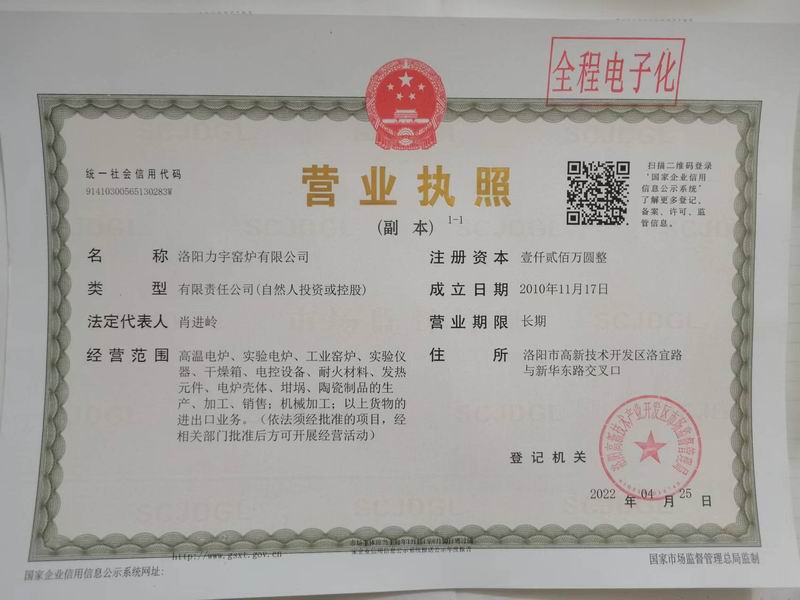 全程电子化
统一社会信用代码
91410300565130283W
营业执照
(副 本) 1-1
扫描二维码登录
“国家企业信用
信息公示系统”
了解更多登记、
备案、许可、监
管信息。
名 称 洛阳力宇窑炉有限公司
类 型 有限责任公司(自然人投资或控股)
法定代表人 肖进岭
经营范围 高温电炉、实验电炉、工业窑炉、实验仪
器、干燥箱、电控设备、耐火材料、发热
元件、电炉壳体、坩埚、陶瓷制品的生
产、加工、销售；机械加工；以上货物的
进出口业务。（依法须经批准的项目，经
相关部门批准后方可开展经营活动）
注册资本 壹仟贰佰万圆整
成立日期 2010年11月17日
营业期限 长期
住 所 洛阳市高新技术开发区洛宜路
与新华东路交叉口
登记机关
2022 年 04 月 25 日
国家企业信用信息公示系统网址：
http://www.gsxt.gov.cn
国家市场监督管理总局监制